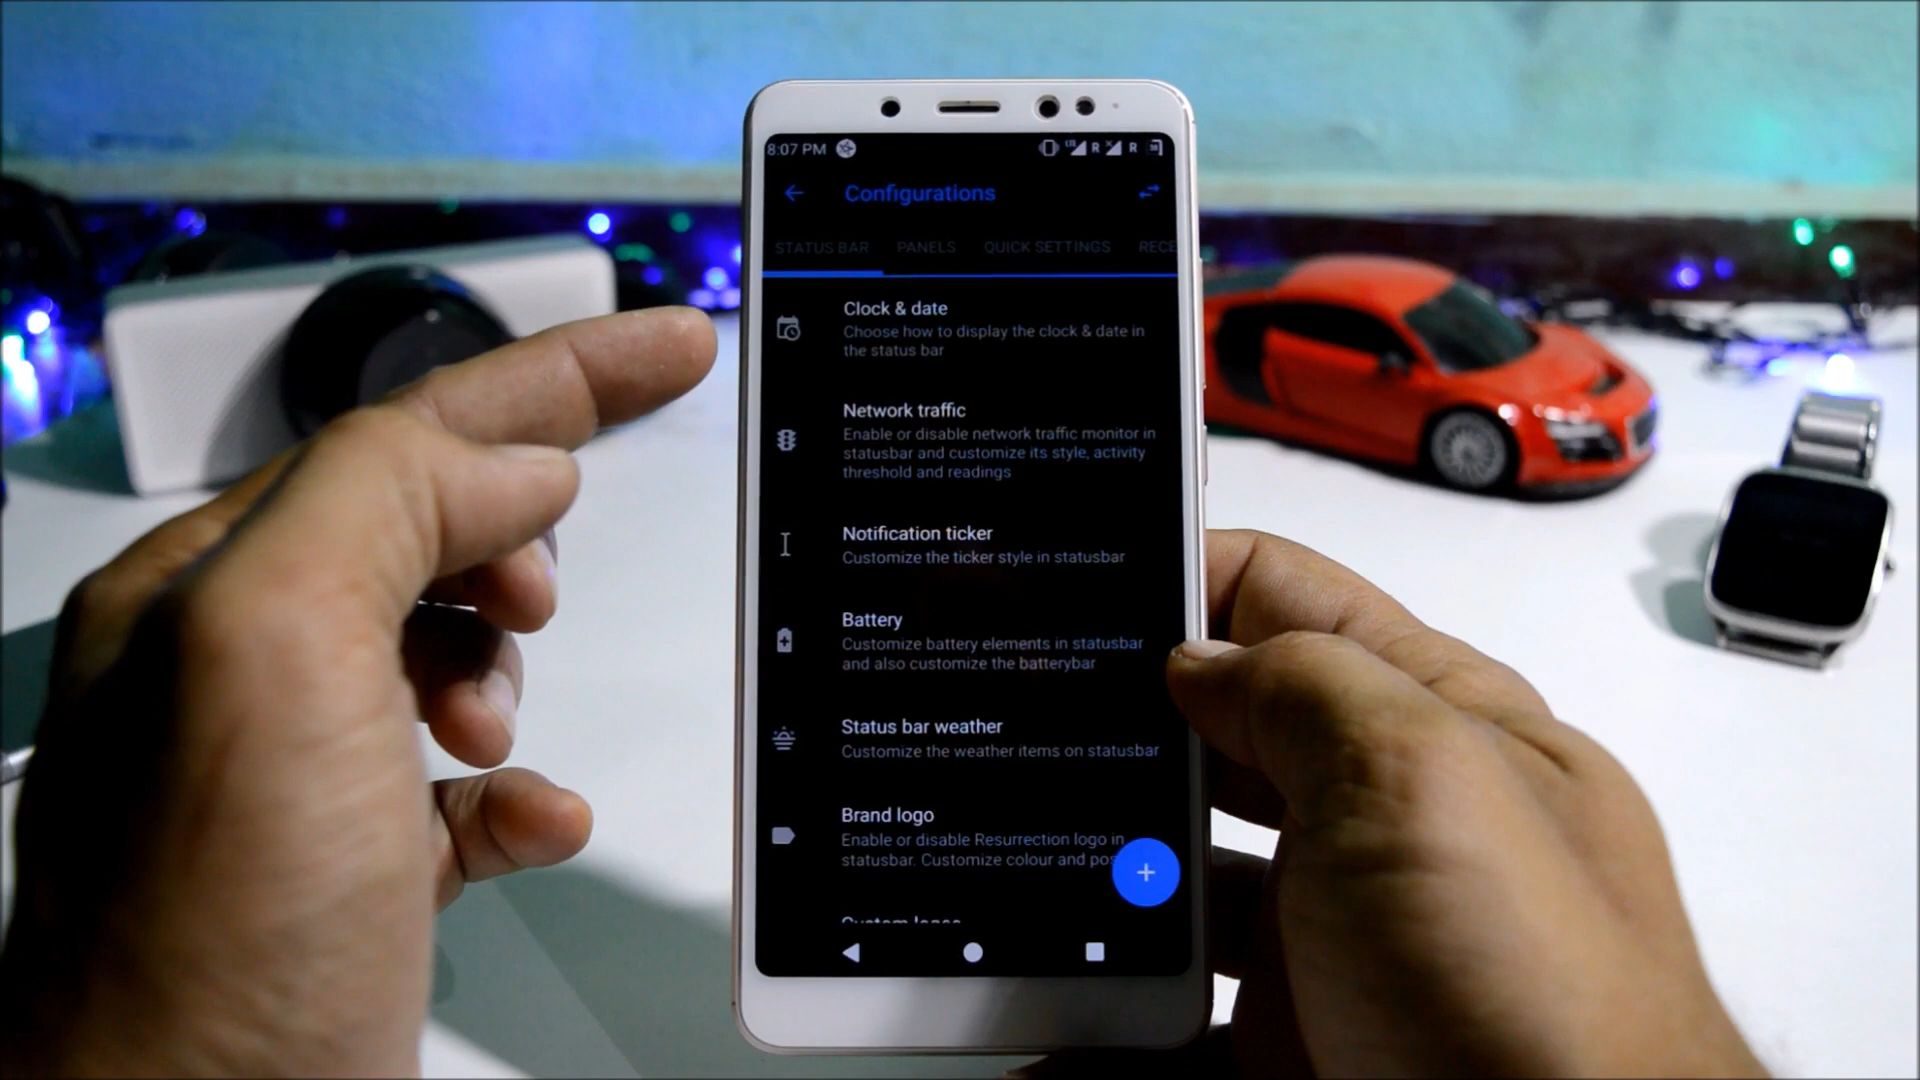 8:07 PM LTE R R
Configurations
STATUS BAR PANELS QUICK SETTINGS RECE
Clock & date
Choose how to display the clock & date in
the status bar
Network traffic
Enable or disable network traffic monitor in
statusbar and customize its style, activity
threshold and readings
Notification ticker
Customize the ticker style in statusbar
Battery
Customize battery elements in statusbar
and also customize the batterybar
Status bar weather
Customize the weather items on statusbar
Brand logo
Enable or disable Resurrection logo in
statusbar. Customize colour and pos